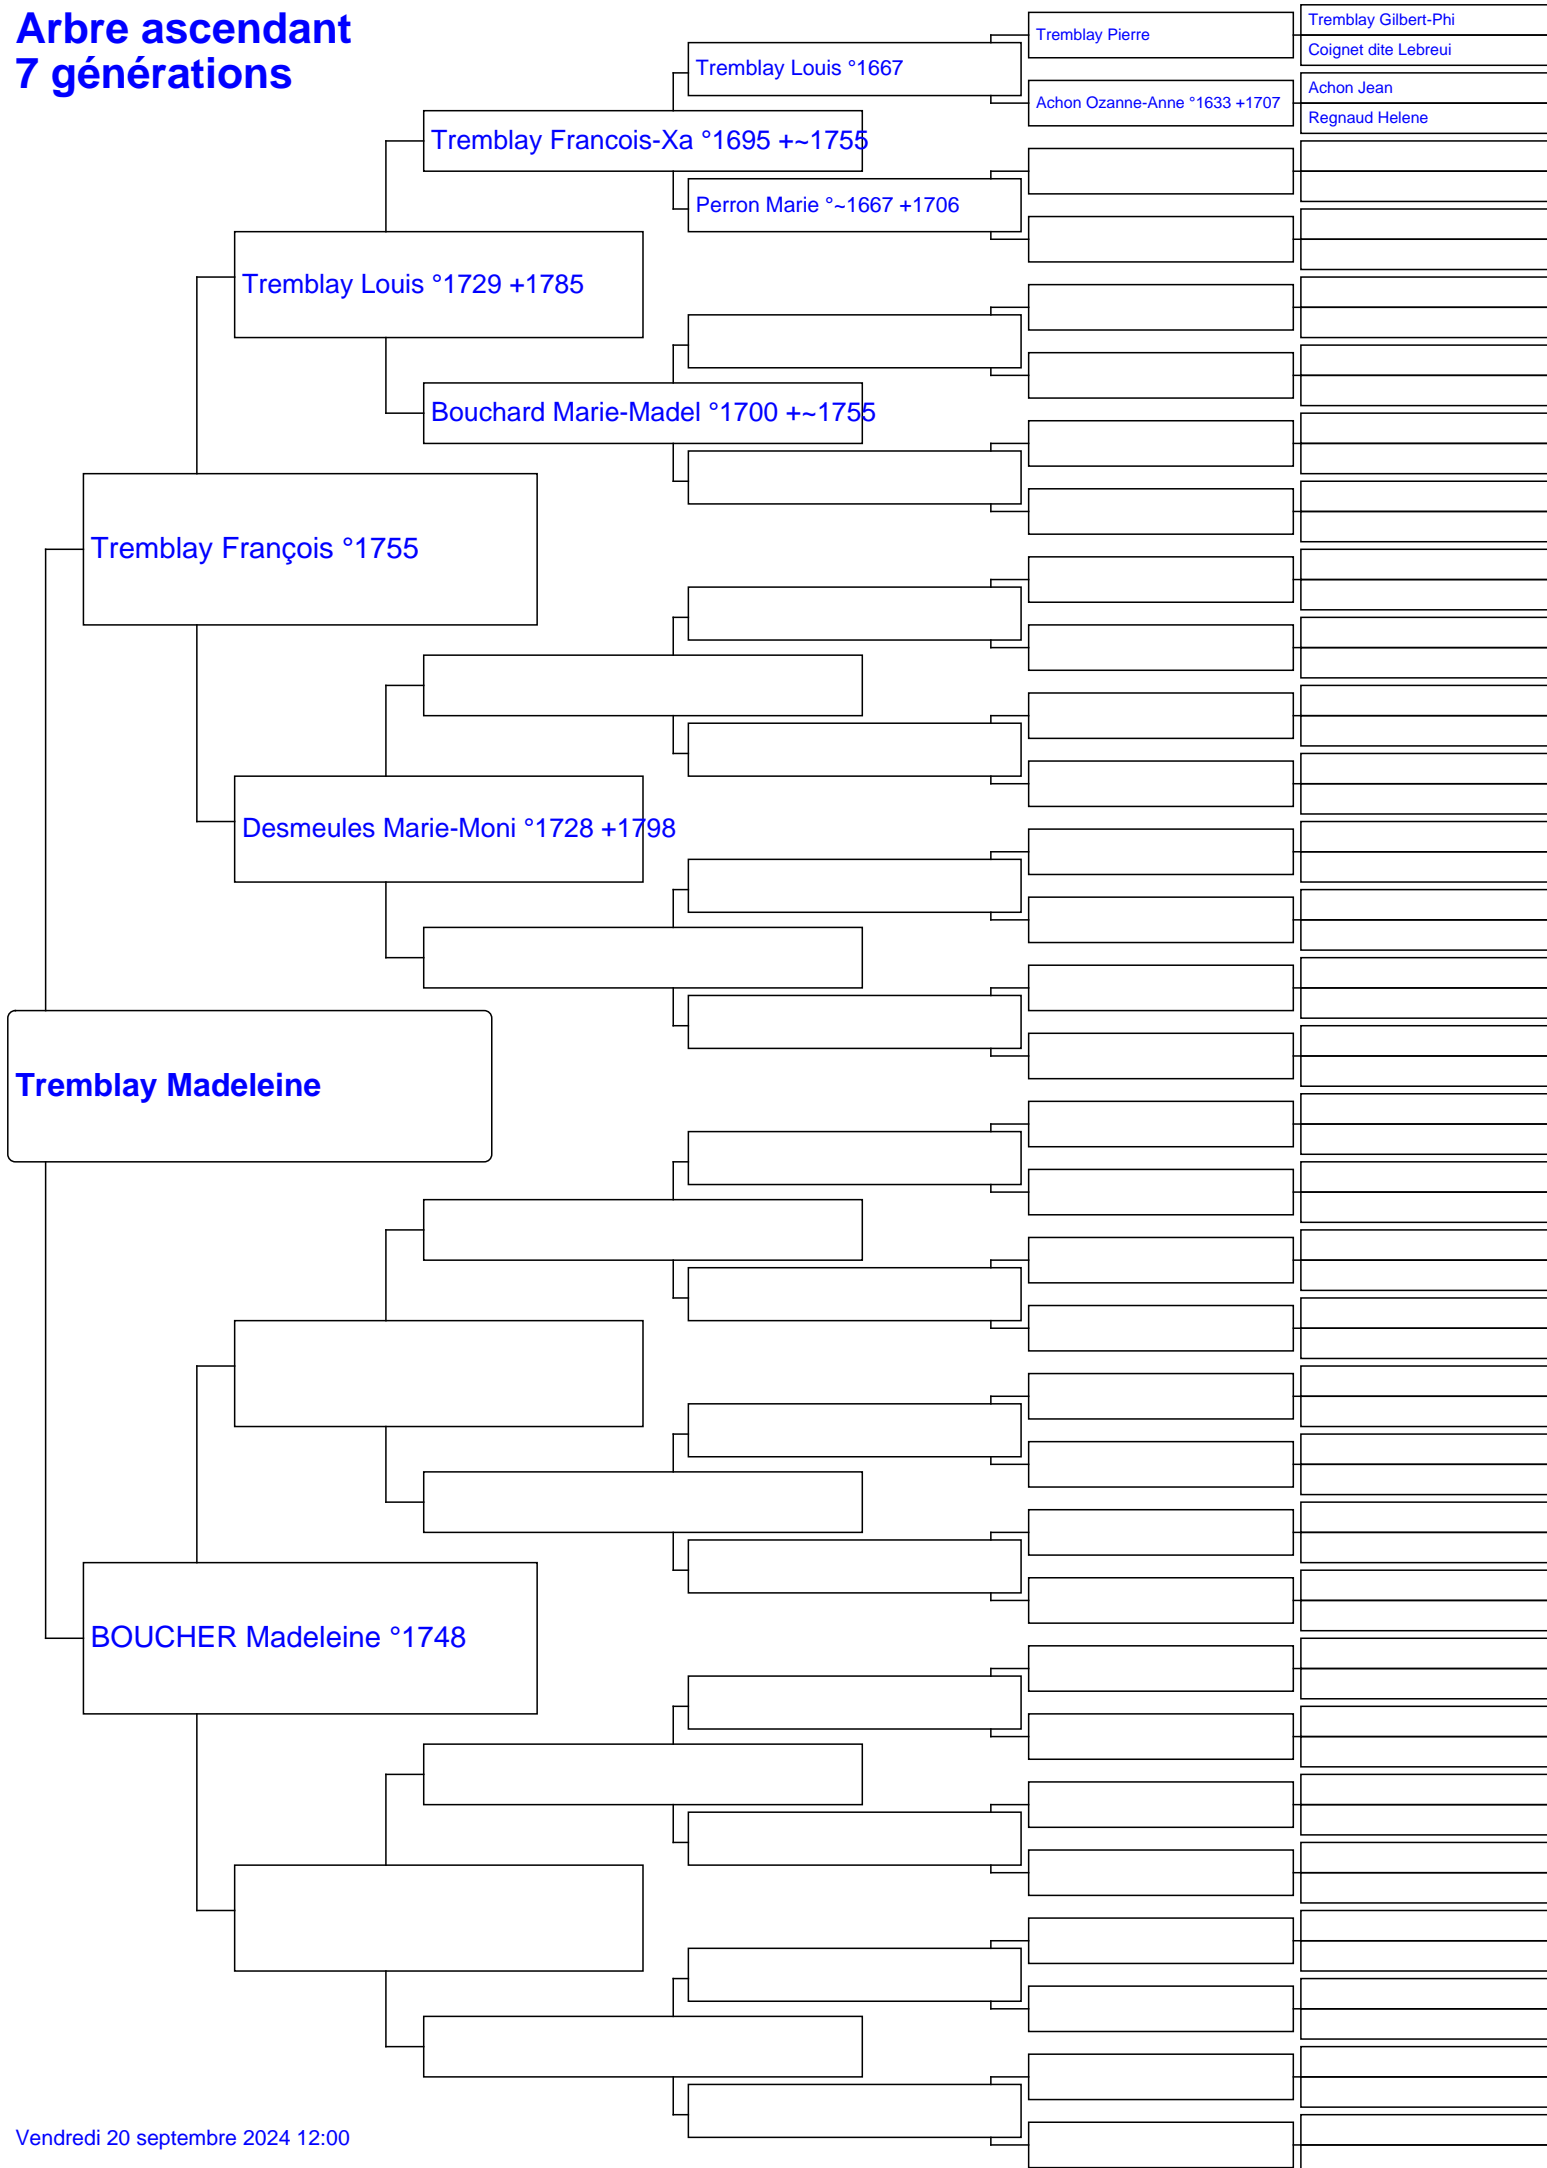 Arbre ascendant
7 générations
Tremblay Pierre
Tremblay Gilbert-Phi
Coignet dite Lebreui
Tremblay Louis °1667
Achon Ozanne-Anne °1633 +1707
Achon Jean
Regnaud Helene
Tremblay Francois-Xa °1695 +~1755
Perron Marie °~1667 +1706
Tremblay Louis °1729 +1785
Bouchard Marie-Madel °1700 +~1755
Tremblay François °1755
Desmeules Marie-Moni °1728 +1798
Tremblay Madeleine
BOUCHER Madeleine °1748
Vendredi 20 septembre 2024 12:00